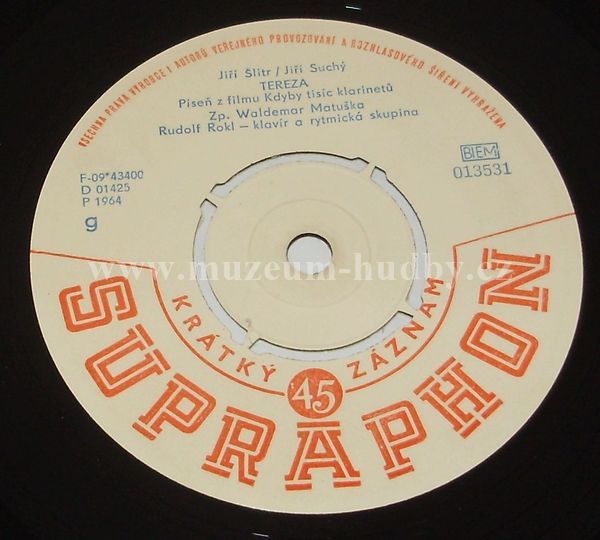 VŠECHNA PRÁVA VÝROBCE I AUTORŮ VEŘEJNÉHO PROVOZOVÁNÍ A ROZHLASOVÉHO ŠÍŘENÍ VYHRAZENA
Jiří Šlitr / Jiří Suchý
TEREZA
Píseň z filmu Kdyby tisíc klarinetů
Zp. Waldemar Matuška
Rudolf Rokl — klavír a rytmická skupina
F-09*43400
D 01425
P 1964
g
BIEM
013531
www.muzeum-hudby.cz
KRÁTKÝ 45 ZÁZNAM
SUPRAPHON